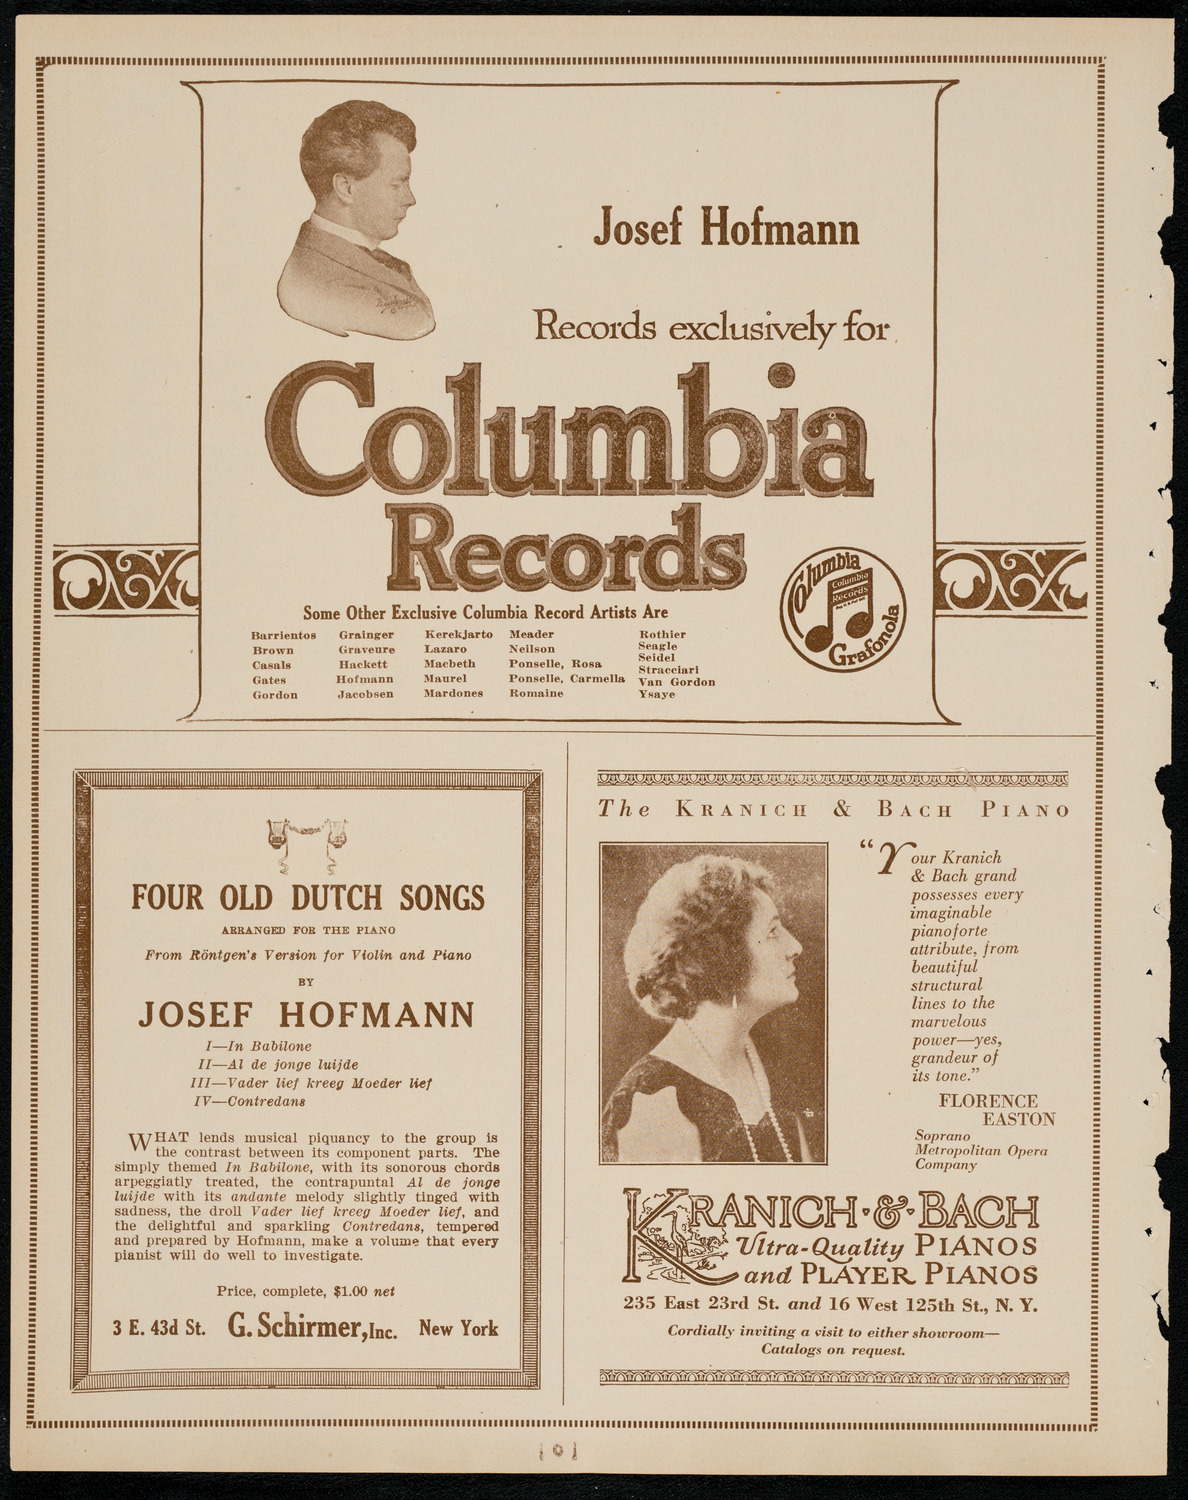 Josef Hofmann
Records exclusively for
Columbia
Records
Some Other Exclusive Columbia Record Artists Are
Barrientos
Brown
Casals
Gates
Gordon
Grainger
Graveure
Hackett
Hofmann
Jacobsen
Kerekjarto
Lazaro
Macbeth
Maurel
Mardones
Meader
Neilson
Ponselle, Rosa
Ponselle, Carmella
Romaine
Rothier
Seagle
Seidel
Stracciari
Van Gordon
Ysaye
Columbia
Columbia
Records
Grafonola
FOUR OLD DUTCH SONGS
ARRANGED FOR THE PIANO
From Röntgen's Version for Violin and Piano
BY
JOSEF HOFMANN
I—In Babilone
II—Al de jonge luijde
III—Vader lief kreeg Moeder lief
IV—Contredans
WHAT lends musical piquancy to the group is
the contrast between its component parts. The
simply themed In Babilone, with its sonorous chords
arpeggiatly treated, the contrapuntal Al de jonge
luijde with its andante melody slightly tinged with
sadness, the droll Vader lief kreeg Moeder lief, and
the delightful and sparkling Contredans, tempered
and prepared by Hofmann, make a volume that every
pianist will do well to investigate.
Price, complete, $1.00 net
3 E. 43d St. G. Schirmer, Inc. New York
The KRANICH & BACH PIANO
"Your Kranich
& Bach grand
possesses every
imaginable
pianoforte
attribute, from
beautiful
structural
lines to the
marvelous
power—yes,
grandeur of
its tone."
FLORENCE
EASTON
Soprano
Metropolitan Opera
Company
KRANICH·&·BACH
Ultra-Quality PIANOS
and PLAYER PIANOS
235 East 23rd St. and 16 West 125th St., N. Y.
Cordially inviting a visit to either showroom—
Catalogs on request.